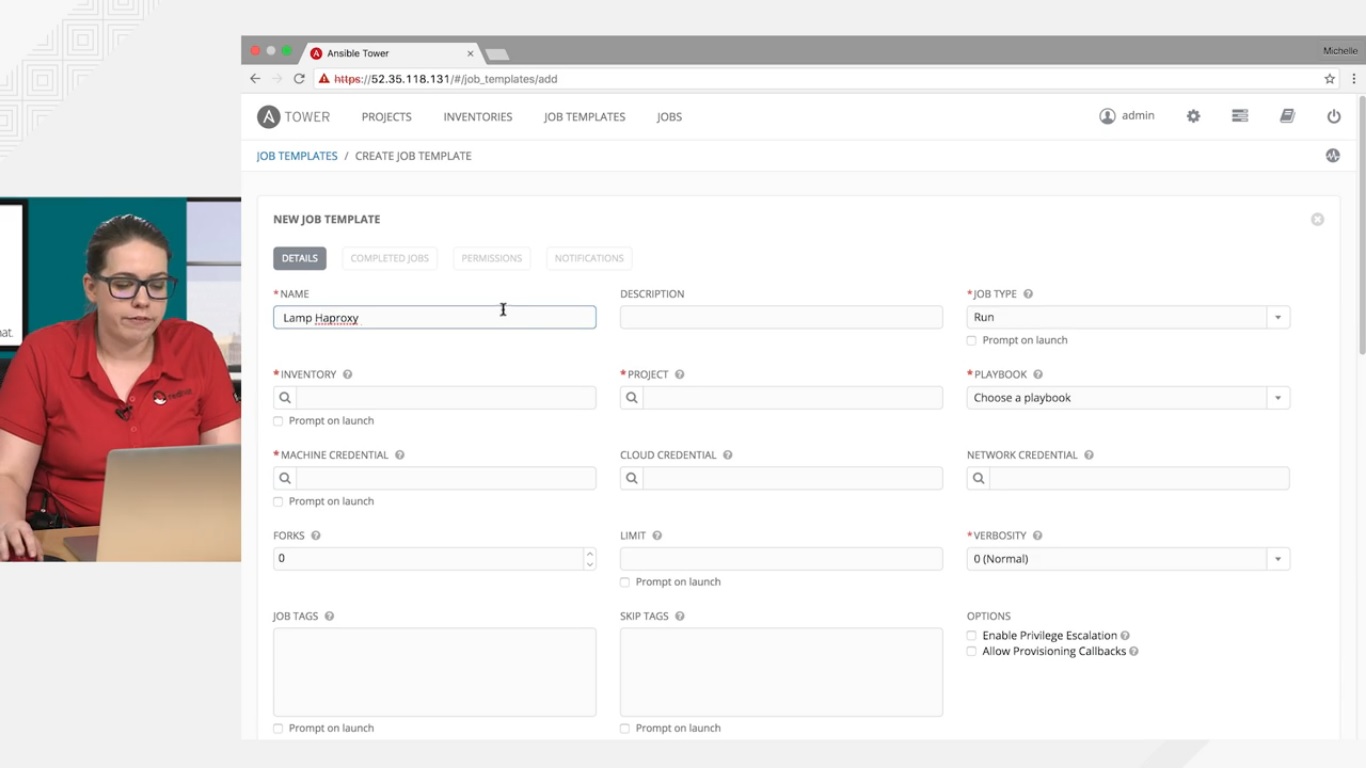 Ansible Tower
Michelle
https://52.35.118.131/#/job_templates/add
A TOWER PROJECTS INVENTORIES JOB TEMPLATES JOBS admin
JOB TEMPLATES / CREATE JOB TEMPLATE
NEW JOB TEMPLATE
DETAILS COMPLETED JOBS PERMISSIONS NOTIFICATIONS
* NAME DESCRIPTION * JOB TYPE
Lamp Haproxy Run
Prompt on launch
* INVENTORY * PROJECT * PLAYBOOK
Choose a playbook
Prompt on launch
* MACHINE CREDENTIAL CLOUD CREDENTIAL NETWORK CREDENTIAL
Prompt on launch
FORKS LIMIT * VERBOSITY
0 0 (Normal)
Prompt on launch
JOB TAGS SKIP TAGS OPTIONS
Enable Privilege Escalation
Allow Provisioning Callbacks
Prompt on launch Prompt on launch
hat.
redhat